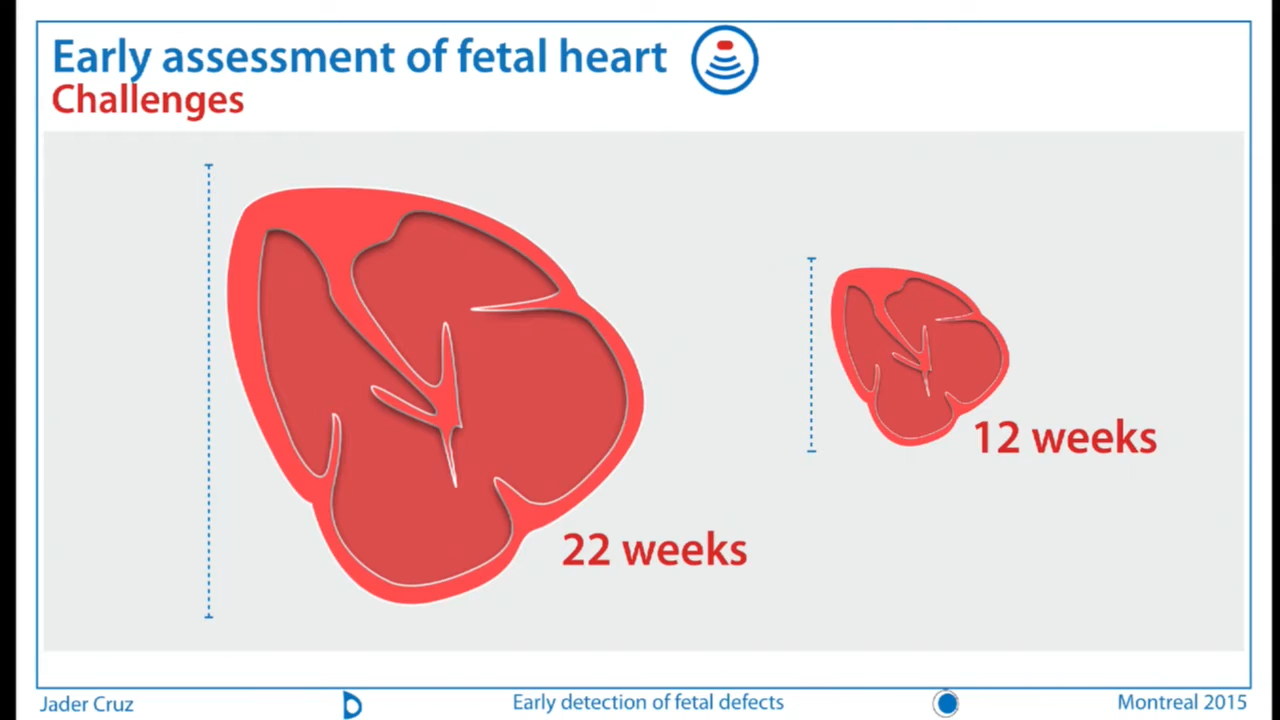 Early assessment of fetal heart
Challenges
12 weeks
22 weeks
Jader Cruz
Early detection of fetal defects
Montreal 2015